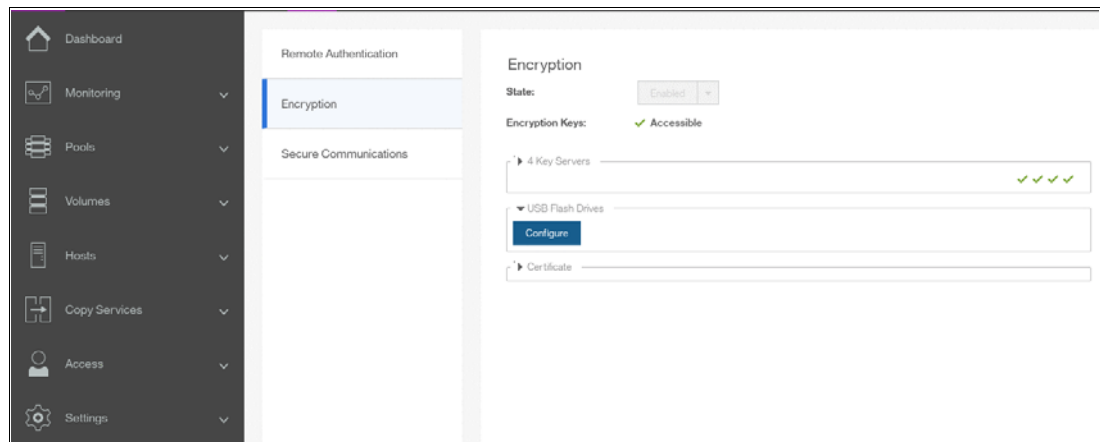 Dashboard
Monitoring
Pools
Volumes
Hosts
Copy Services
Access
Settings
Remote Authentication
Encryption
Secure Communications
Encryption
State: Enabled
Encryption Keys: Accessible
4 Key Servers
USB Flash Drives
Configure
Certificate